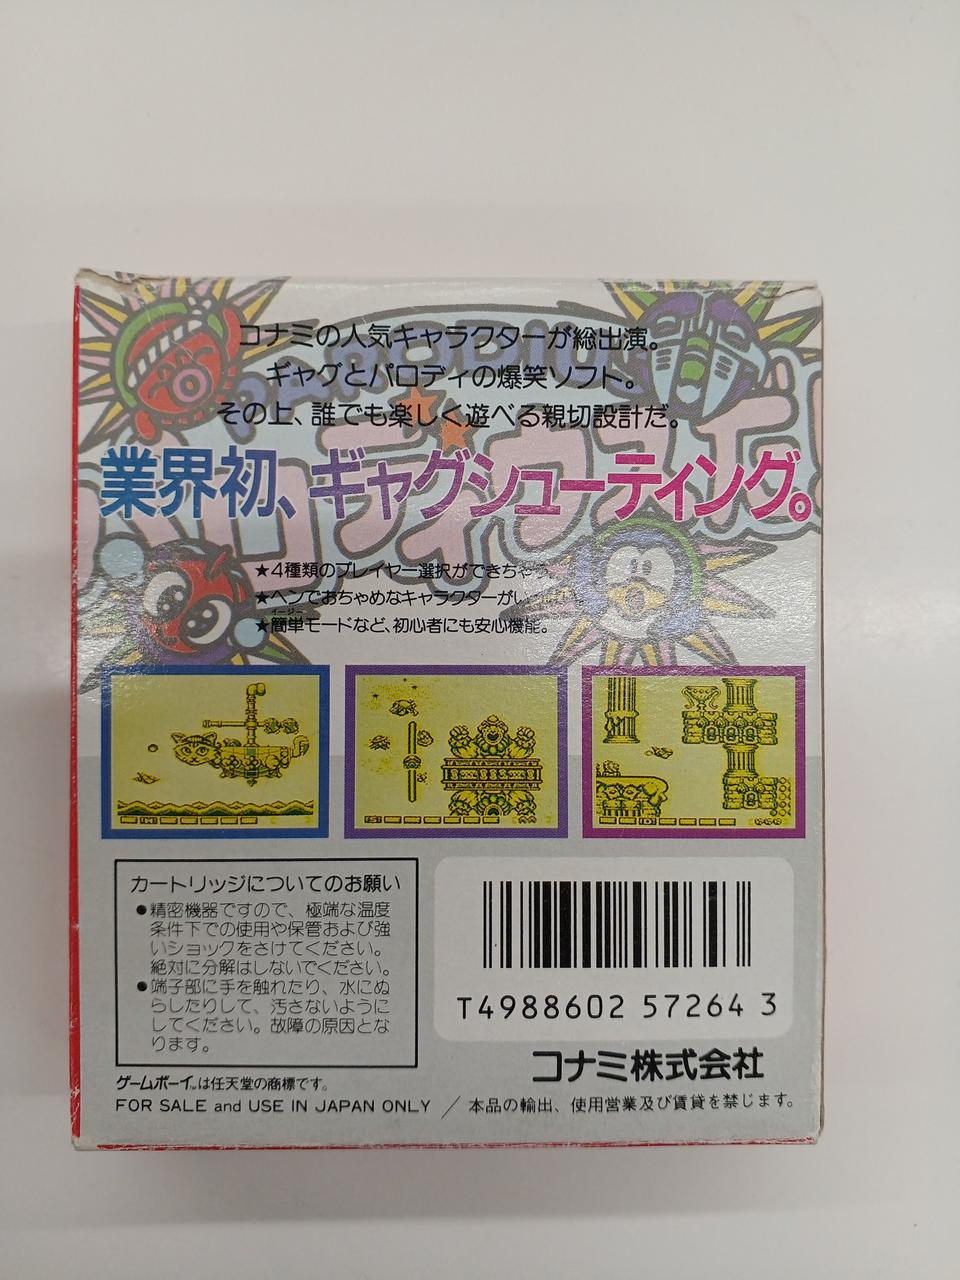 PARODIUS
パロディウスだ
コナミの人気キャラクターが総出演。
ギャグとパロディの爆笑ソフト。
その上、誰でも楽しく遊べる親切設計だ。
業界初、ギャグシューティング。
★4種類のプレイヤー選択ができちゃう。
★ヘンでおちゃめなキャラクターが
イージー
★簡単モードなど、初心者にも安心機能。
カートリッジについてのお願い
●精密機器ですので、極端な温度
条件下での使用や保管および強
いショックをさけてください。
絶対に分解はしないでください。
●端子部に手を触れたり、水にぬ
らしたりして、汚さないように
してください。故障の原因とな
ります。
T4988602 57264 3
コナミ株式会社
ゲームボーイ™は任天堂の商標です。
FOR SALE and USE IN JAPAN ONLY ／ 本品の輸出、使用営業及び賃貸を禁じます。